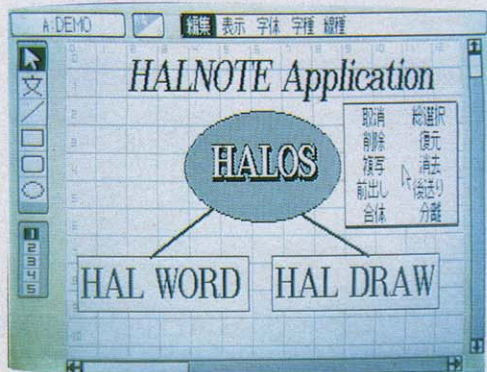 A:DEMO 編集 表示 字体 字種 線種
HALNOTE Application
取消 総選択
削除 復元
複写 消去
前出し 後送り
合体 分離
文
HALOS
1
2
3
4
5
HAL WORD HAL DRAW